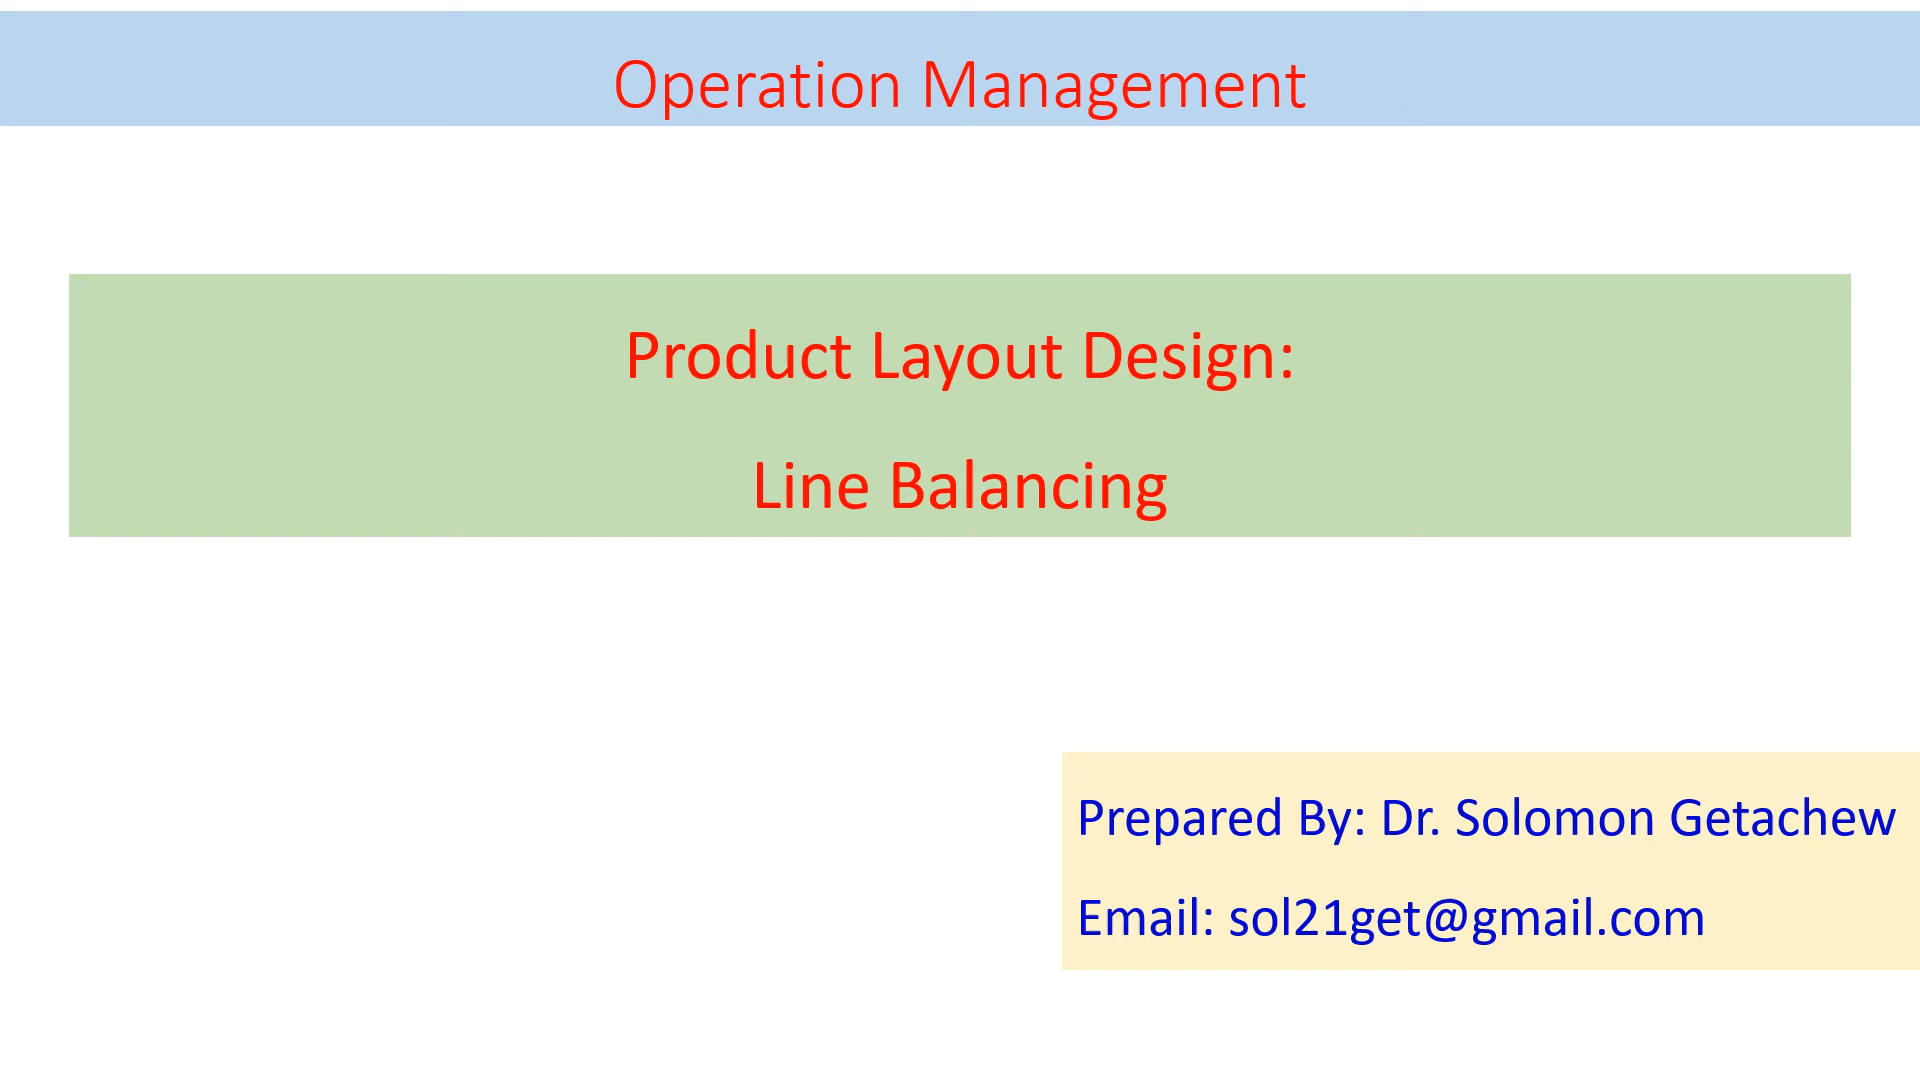 Operation Management
Product Layout Design:
Line Balancing
Prepared By: Dr. Solomon Getachew
Email: sol21get@gmail.com